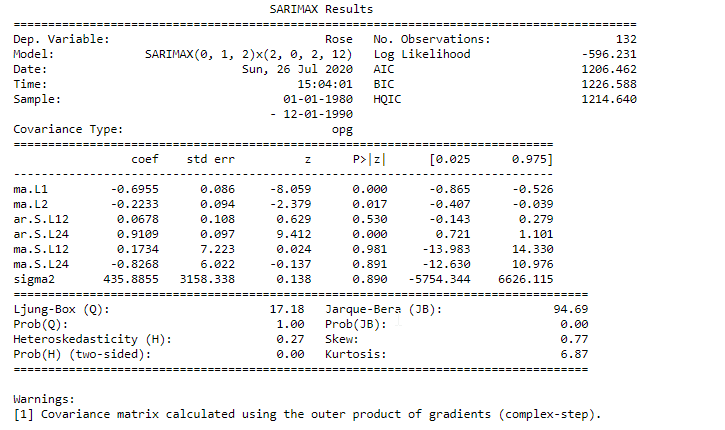 SARIMAX Results
==============================================================================
Dep. Variable: Rose No. Observations: 132
Model: SARIMAX(0, 1, 2)x(2, 0, 2, 12) Log Likelihood -596.231
Date: Sun, 26 Jul 2020 AIC 1206.462
Time: 15:04:01 BIC 1226.588
Sample: 01-01-1980 HQIC 1214.640
- 12-01-1990
Covariance Type: opg
==============================================================================
coef std err z P>|z| [0.025 0.975]
------------------------------------------------------------------------------
ma.L1 -0.6955 0.086 -8.059 0.000 -0.865 -0.526
ma.L2 -0.2233 0.094 -2.379 0.017 -0.407 -0.039
ar.S.L12 0.0678 0.108 0.629 0.530 -0.143 0.279
ar.S.L24 0.9109 0.097 9.412 0.000 0.721 1.101
ma.S.L12 0.1734 7.223 0.024 0.981 -13.983 14.330
ma.S.L24 -0.8268 6.022 -0.137 0.891 -12.630 10.976
sigma2 435.8855 3158.338 0.138 0.890 -5754.344 6626.115
==============================================================================
Ljung-Box (Q): 17.18 Jarque-Bera (JB): 94.69
Prob(Q): 1.00 Prob(JB): 0.00
Heteroskedasticity (H): 0.27 Skew: 0.77
Prob(H) (two-sided): 0.00 Kurtosis: 6.87
==============================================================================
Warnings:
[1] Covariance matrix calculated using the outer product of gradients (complex-step).